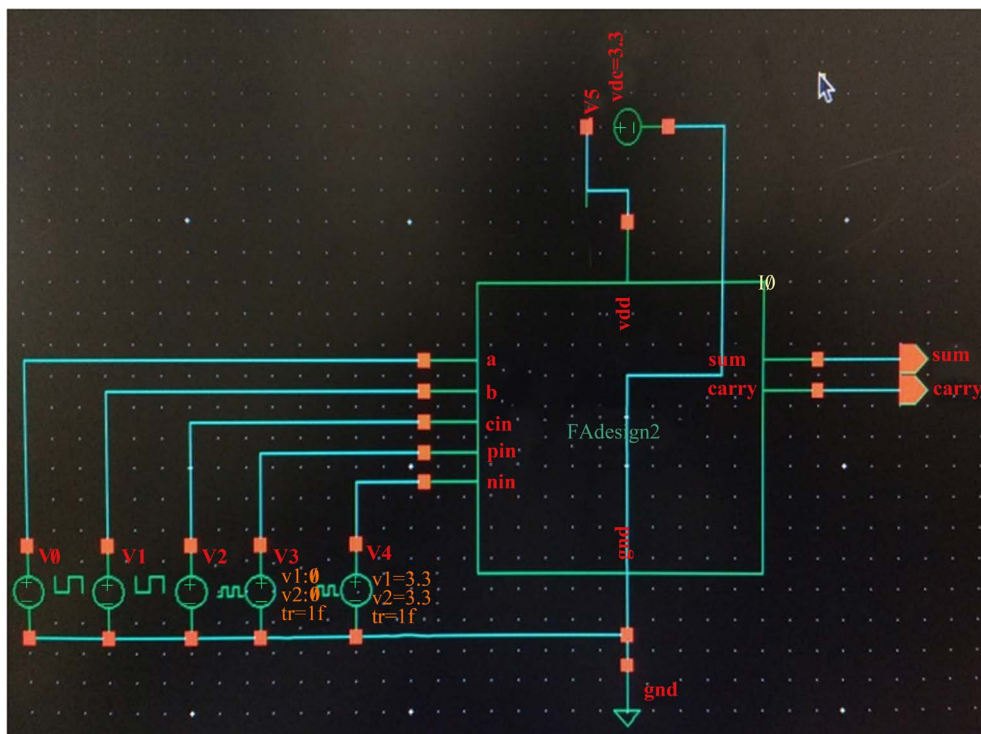 vdc=3.3
V5
I0
vdd
a
sum
sum
b
carry
carry
cin
FAdesign2
pin
nin
gnd
V0
V1
V2
V3
V4
v1:0
v2:0
tr=1f
v1=3.3
v2=3.3
tr=1f
gnd